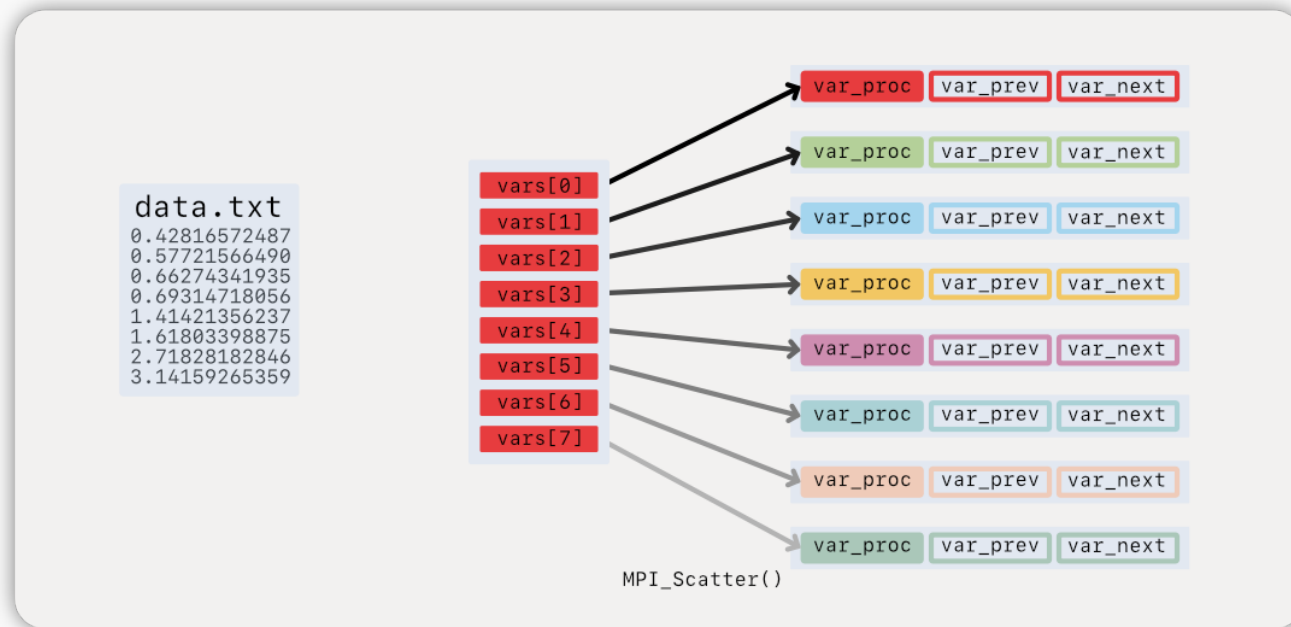 data.txt
0.42816572487
0.57721566490
0.66274341935
0.69314718056
1.41421356237
1.61803398875
2.71828182846
3.14159265359
vars[0]
vars[1]
vars[2]
vars[3]
vars[4]
vars[5]
vars[6]
vars[7]
MPI_Scatter()
var_proc var_prev var_next
var_proc var_prev var_next
var_proc var_prev var_next
var_proc var_prev var_next
var_proc var_prev var_next
var_proc var_prev var_next
var_proc var_prev var_next
var_proc var_prev var_next